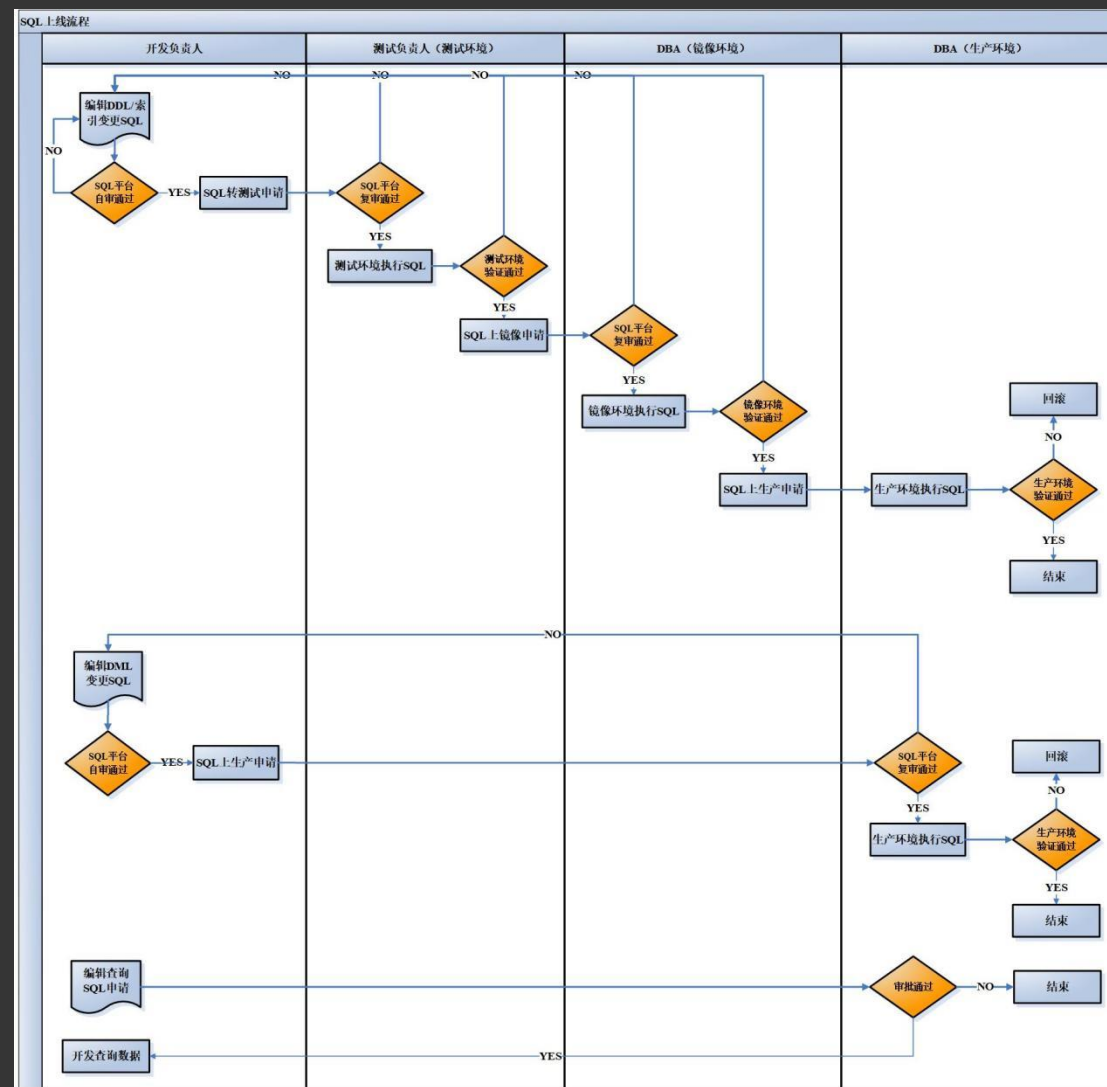 SQL上线流程
开发负责人
测试负责人（测试环境）
DBA（镜像环境）
DBA（生产环境）
NO
NO
NO
NO
编辑DDL/索
引变更SQL
NO
SQL平台
自审通过
YES
SQL转测试申请
SQL平台
复审通过
YES
测试环境执行SQL
测试环境
验证通过
YES
SQL上镜像申请
SQL平台
复审通过
YES
镜像环境执行SQL
镜像环境
验证通过
YES
SQL上生产申请
生产环境执行SQL
回滚
NO
生产环境
验证通过
YES
结束
NO
编辑DML
变更SQL
SQL平台
自审通过
YES
SQL上生产申请
SQL平台
复审通过
YES
生产环境执行SQL
回滚
NO
生产环境
验证通过
YES
结束
编辑查询
SQL申请
审批通过
NO
结束
开发查询数据
YES